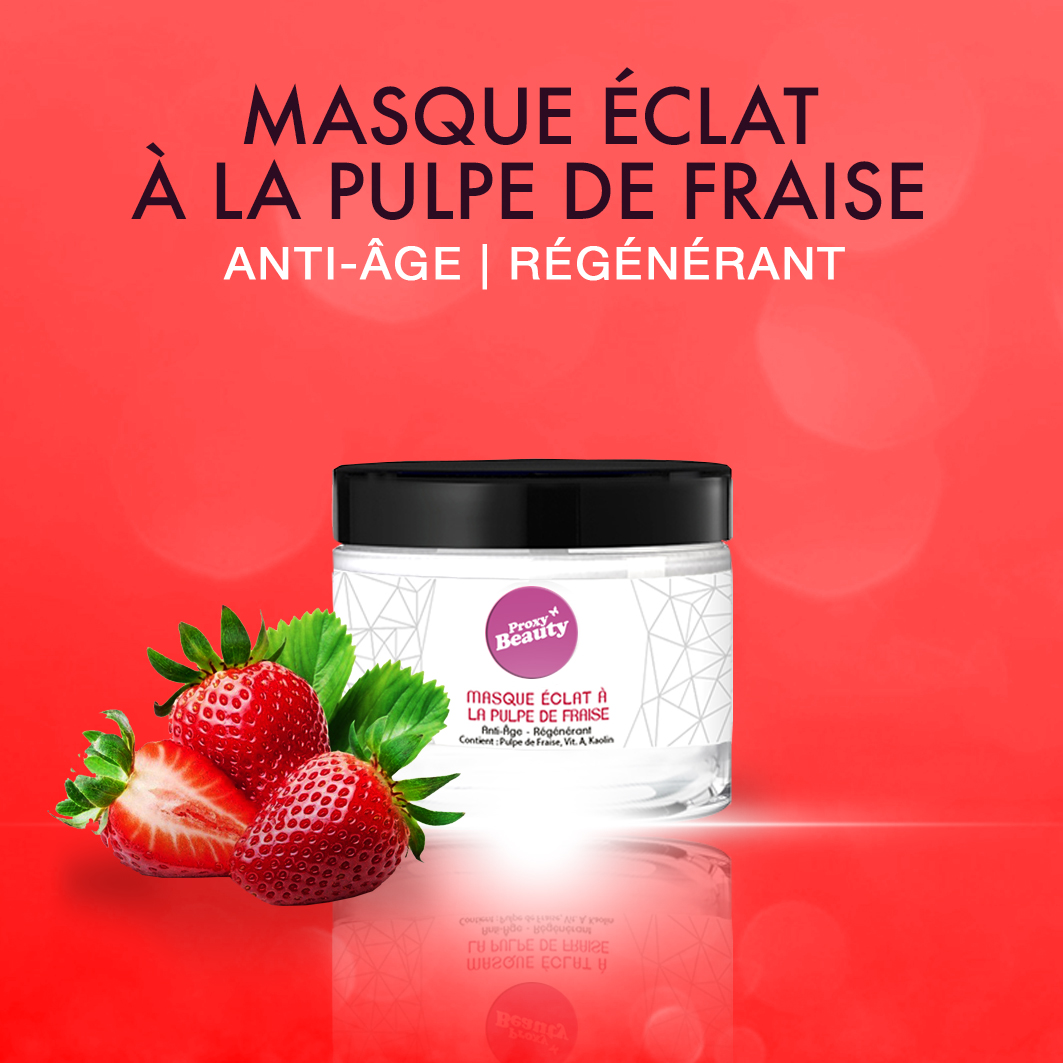 MASQUE ÉCLAT
À LA PULPE DE FRAISE
ANTI-ÂGE | RÉGÉNÉRANT
Proxy
Beauty
MASQUE ÉCLAT À
LA PULPE DE FRAISE
Anti-Âge - Régénérant
Contient : Pulpe de Fraise, Vit. A, Kaolin